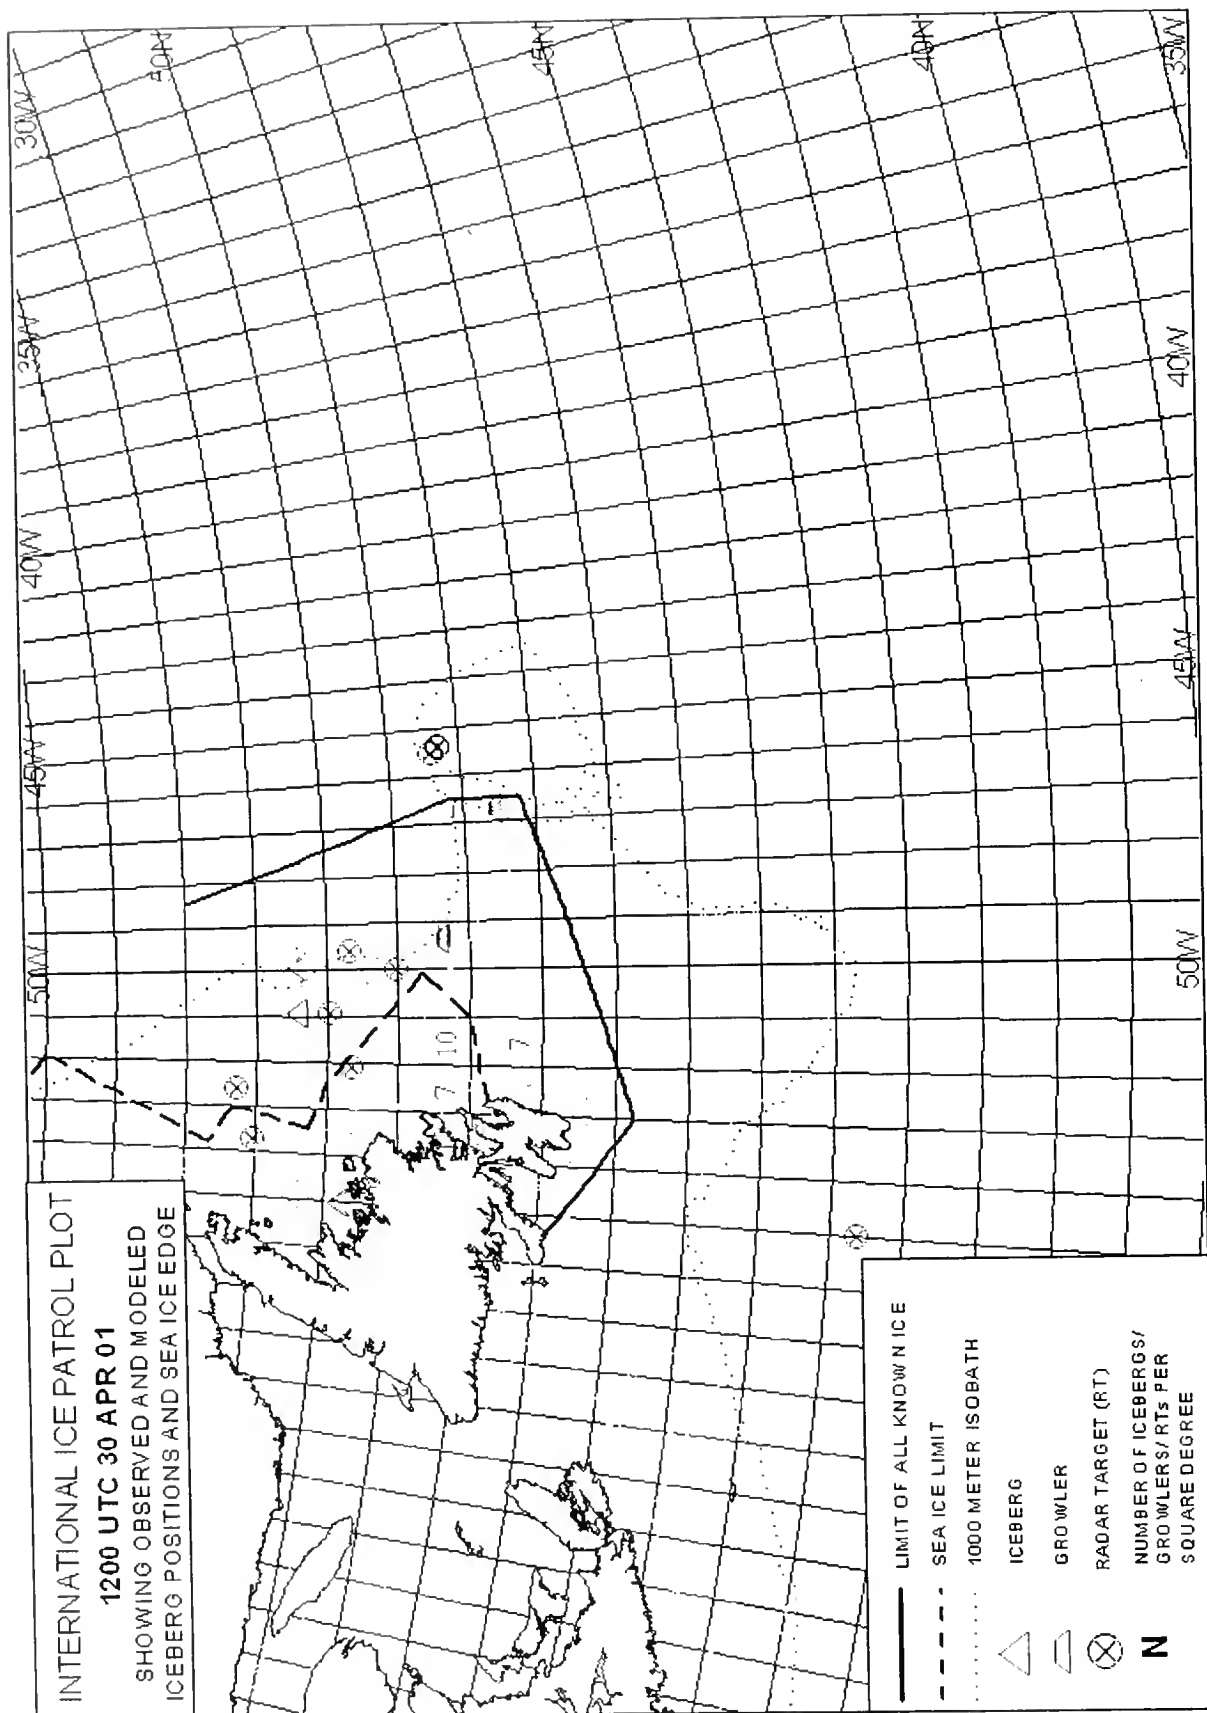 INTERNATIONAL ICE PATROL PLOT
1200 UTC 30 APR 01
SHOWING OBSERVED AND MODELED
ICEBERG POSITIONS AND SEA ICE EDGE
50W
45W
40W
35W
30W
50N
45N
40N
35W
40W
45W
50W
7
10
7
LIMIT OF ALL KNOWN ICE
SEA ICE LIMIT
1000 METER ISOBATH
ICEBERG
GROWLER
RADAR TARGET (RT)
N
NUMBER OF ICEBERGS/
GROWLERS/RTs PER
SQUARE DEGREE